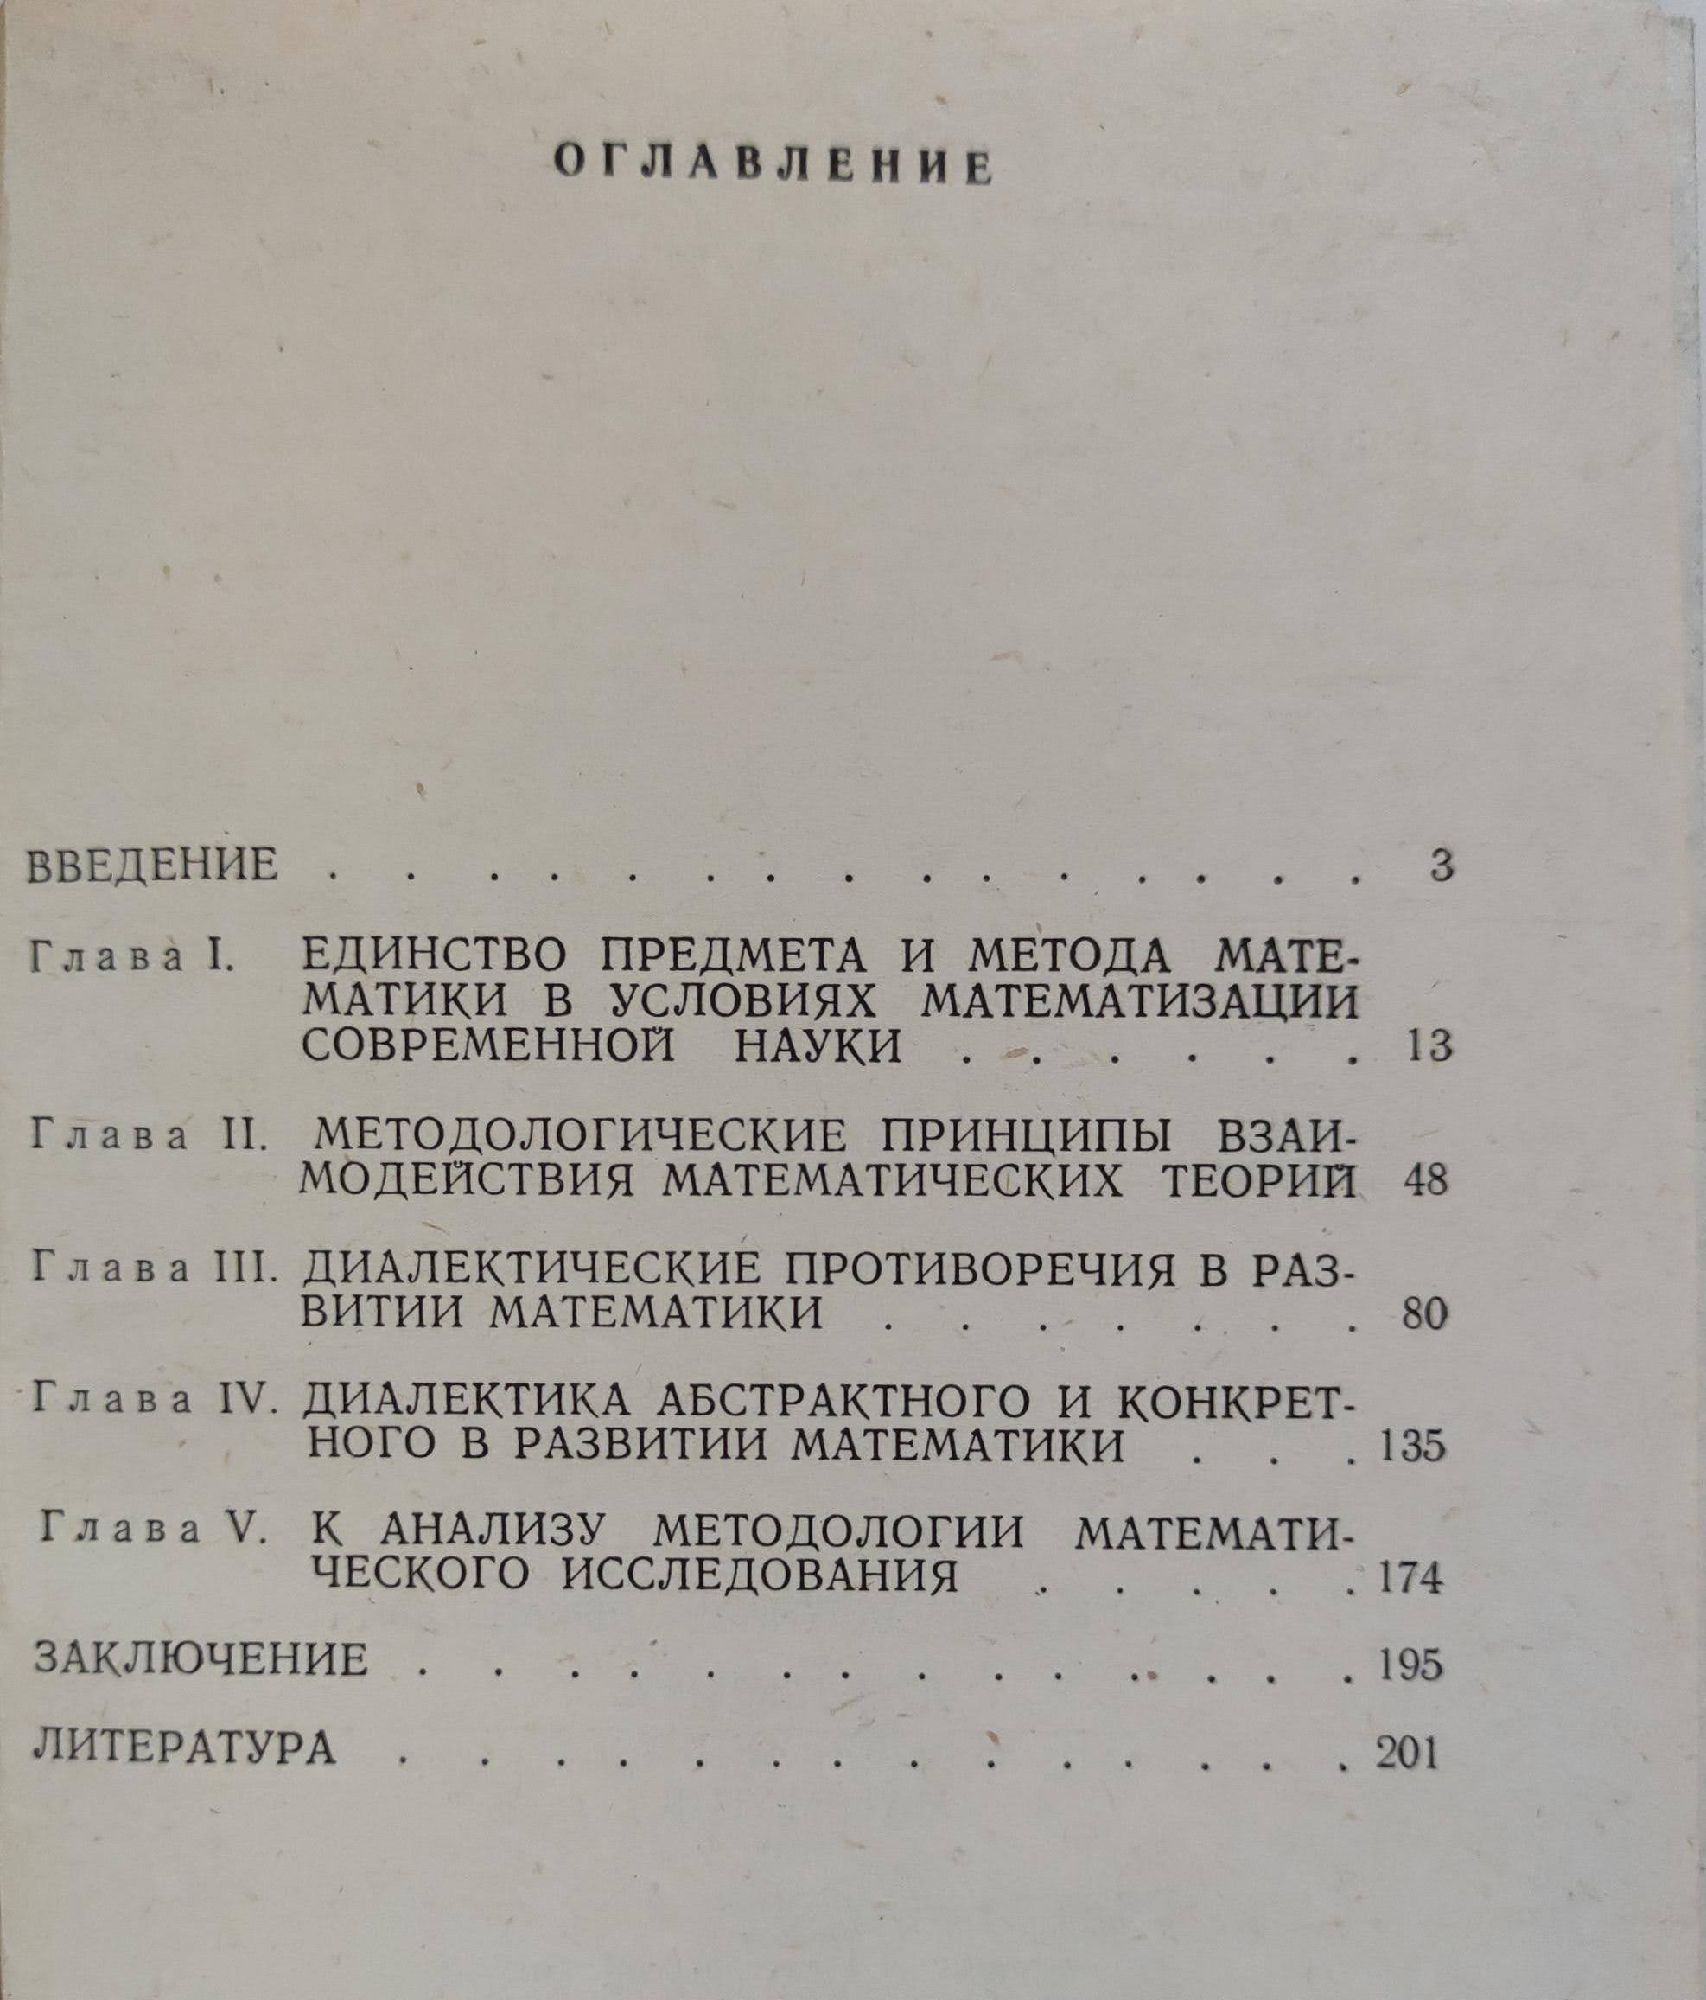 ОГЛАВЛЕНИЕ
ВВЕДЕНИЕ . . . . . . . . . . . . . . . 3
Глава I. ЕДИНСТВО ПРЕДМЕТА И МЕТОДА МАТЕ-
МАТИКИ В УСЛОВИЯХ МАТЕМАТИЗАЦИИ
СОВРЕМЕННОЙ НАУКИ . . . . . . 13
Глава II. МЕТОДОЛОГИЧЕСКИЕ ПРИНЦИПЫ ВЗАИ-
МОДЕЙСТВИЯ МАТЕМАТИЧЕСКИХ ТЕОРИЙ 48
Глава III. ДИАЛЕКТИЧЕСКИЕ ПРОТИВОРЕЧИЯ В РАЗ-
ВИТИИ МАТЕМАТИКИ . . . . . . . 80
Глава IV. ДИАЛЕКТИКА АБСТРАКТНОГО И КОНКРЕТ-
НОГО В РАЗВИТИИ МАТЕМАТИКИ . . . 135
Глава V. К АНАЛИЗУ МЕТОДОЛОГИИ МАТЕМАТИ-
ЧЕСКОГО ИССЛЕДОВАНИЯ . . . . . 174
ЗАКЛЮЧЕНИЕ . . . . . . . . . . . . . 195
ЛИТЕРАТУРА . . . . . . . . . . . . . 201